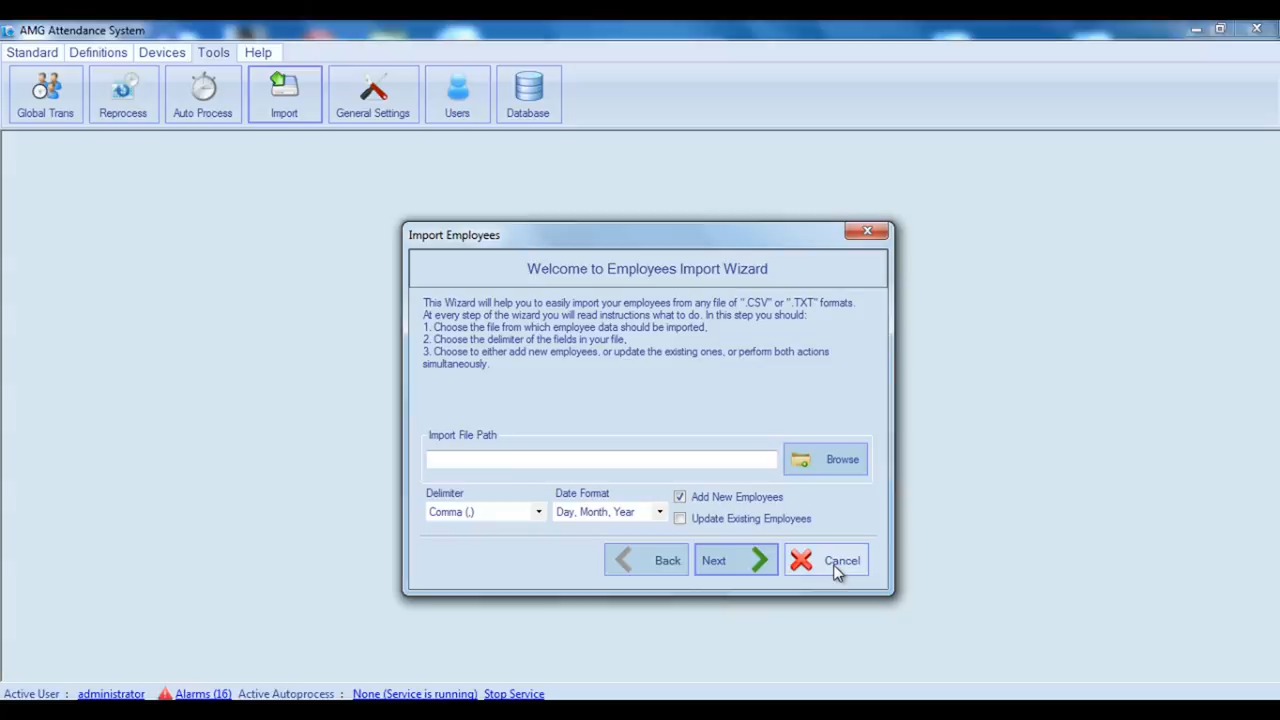 AMG Attendance System
Standard Definitions Devices Tools Help
Global Trans Reprocess Auto Process Import General Settings Users Database
Import Employees
Welcome to Employees Import Wizard
This Wizard will help you to easily import your employees from any file of ".CSV" or ".TXT" formats.
At every step of the wizard you will read instructions what to do. In this step you should:
1. Choose the file from which employee data should be imported,
2. Choose the delimiter of the fields in your file,
3. Choose to either add new employees, or update the existing ones, or perform both actions
simultaneously.
Import File Path
Browse
Delimiter Date Format Add New Employees
Comma (,) Day, Month, Year Update Existing Employees
Back Next Cancel
Active User : administrator Alarms (16) Active Autoprocess : None (Service is running) Stop Service